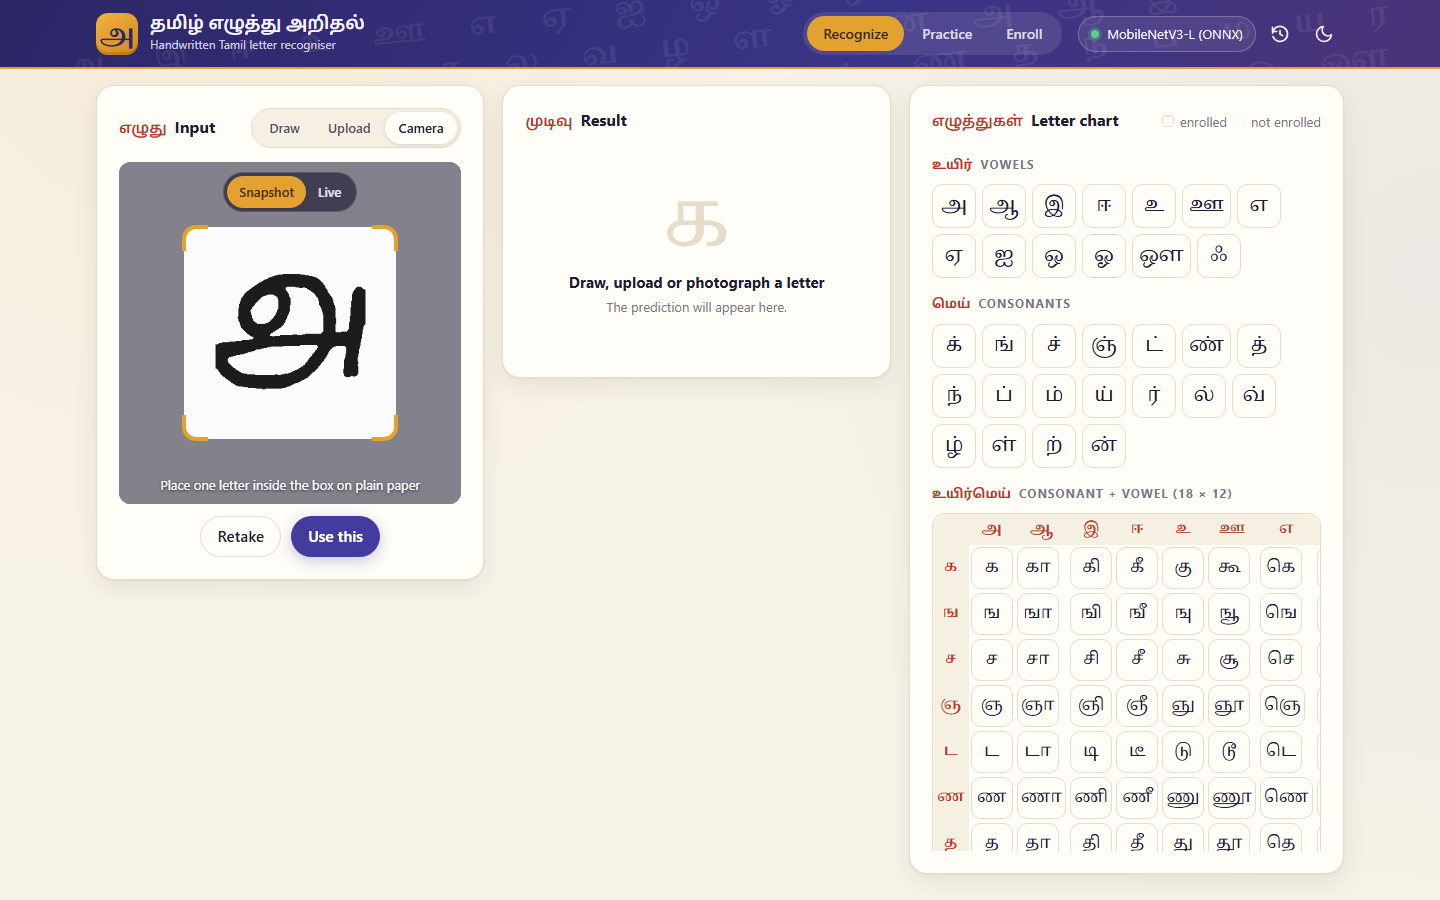 தமிழ் எழுத்து அறிதல்
Handwritten Tamil letter recogniser
Recognize Practice Enroll
MobileNetV3-L (ONNX)
எழுது Input
Draw Upload Camera
Snapshot Live
அ
Place one letter inside the box on plain paper
Retake Use this
முடிவு Result
க
Draw, upload or photograph a letter
The prediction will appear here.
எழுத்துகள் Letter chart
enrolled not enrolled
உயிர் VOWELS
அ ஆ இ ஈ உ ஊ எ
ஏ ஐ ஒ ஓ ஔ ஃ
மெய் CONSONANTS
க் ங் ச் ஞ் ட் ண் த்
ந் ப் ம் ய் ர் ல் வ்
ழ் ள் ற் ன்
உயிர்மெய் CONSONANT + VOWEL (18 × 12)
அ ஆ இ ஈ உ ஊ எ
க க கா கி கீ கு கூ கெ
ங ங ஙா ஙி ஙீ ஙு ஙூ ஙெ
ச ச சா சி சீ சு சூ செ
ஞ ஞ ஞா ஞி ஞீ ஞு ஞூ ஞெ
ட ட டா டி டீ டு டூ டெ
ண ண ணா ணி ணீ ணு ணூ ணெ
த த தா தி தீ து தூ தெ